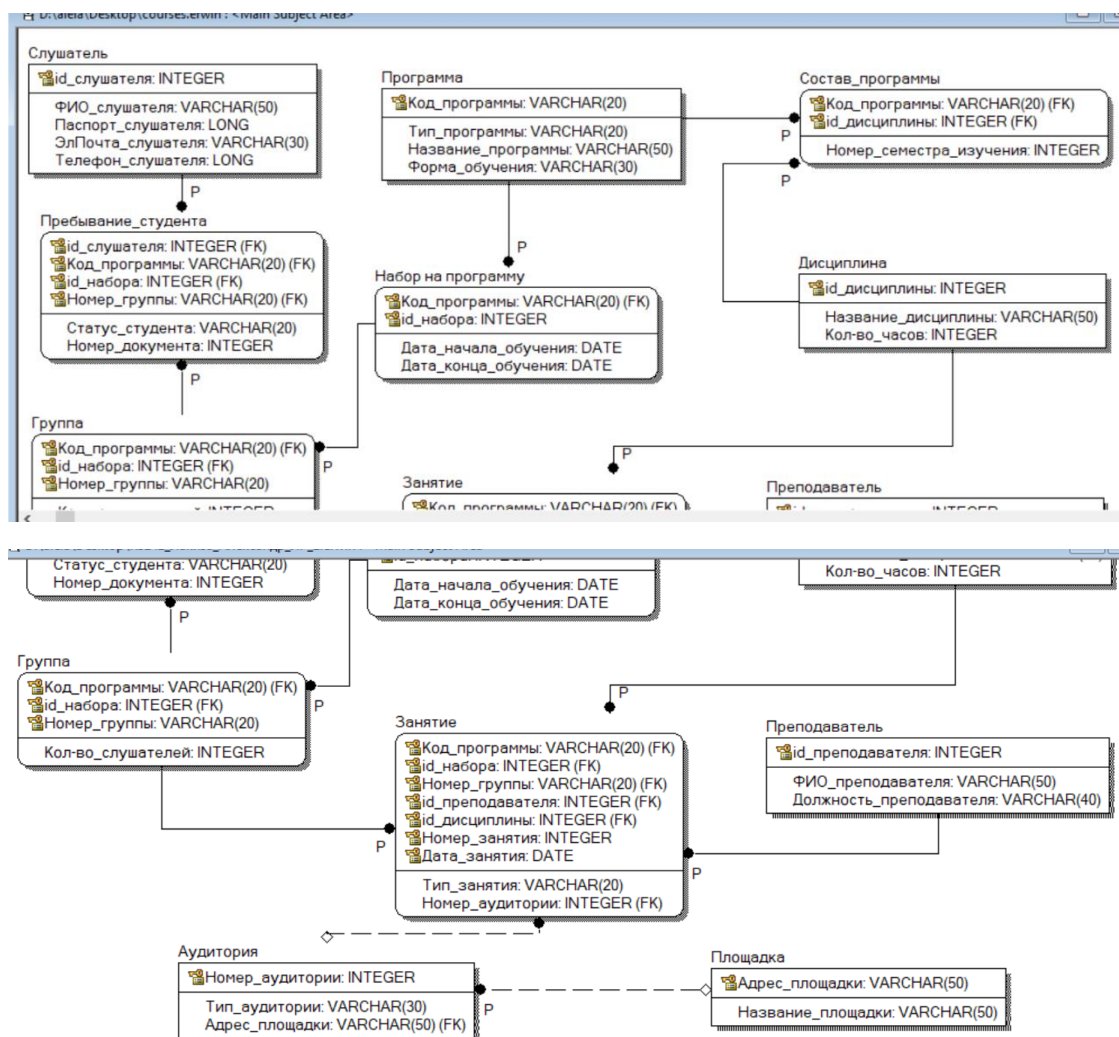 D:\alela\Desktop\courses.erwin : <Main Subject Area>
Слушатель
id_слушателя: INTEGER
ФИО_слушателя: VARCHAR(50)
Паспорт_слушателя: LONG
ЭлПочта_слушателя: VARCHAR(30)
Телефон_слушателя: LONG
P
Программа
Код_программы: VARCHAR(20)
Тип_программы: VARCHAR(20)
Название_программы: VARCHAR(50)
Форма_обучения: VARCHAR(30)
P
Состав_программы
Код_программы: VARCHAR(20) (FK)
id_дисциплины: INTEGER (FK)
Номер_семестра_изучения: INTEGER
P
P
Пребывание_студента
id_слушателя: INTEGER (FK)
Код_программы: VARCHAR(20) (FK)
id_набора: INTEGER (FK)
Номер_группы: VARCHAR(20) (FK)
Статус_студента: VARCHAR(20)
Номер_документа: INTEGER
P
Набор на программу
Код_программы: VARCHAR(20) (FK)
id_набора: INTEGER
Дата_начала_обучения: DATE
Дата_конца_обучения: DATE
Дисциплина
id_дисциплины: INTEGER
Название_дисциплины: VARCHAR(50)
Кол-во_часов: INTEGER
Группа
Код_программы: VARCHAR(20) (FK)
id_набора: INTEGER (FK)
Номер_группы: VARCHAR(20)
P
P
Занятие
Код_программы: VARCHAR(20) (FK)
Преподаватель
Статус_студента: VARCHAR(20)
Номер_документа: INTEGER
P
Дата_начала_обучения: DATE
Дата_конца_обучения: DATE
Кол-во_часов: INTEGER
Группа
Код_программы: VARCHAR(20) (FK)
id_набора: INTEGER (FK)
Номер_группы: VARCHAR(20)
Кол-во_слушателей: INTEGER
P
P
P
Занятие
Код_программы: VARCHAR(20) (FK)
id_набора: INTEGER (FK)
Номер_группы: VARCHAR(20) (FK)
id_преподавателя: INTEGER (FK)
id_дисциплины: INTEGER (FK)
Номер_занятия: INTEGER
Дата_занятия: DATE
Тип_занятия: VARCHAR(20)
Номер_аудитории: INTEGER (FK)
Преподаватель
id_преподавателя: INTEGER
ФИО_преподавателя: VARCHAR(50)
Должность_преподавателя: VARCHAR(40)
P
Аудитория
Номер_аудитории: INTEGER
Тип_аудитории: VARCHAR(30)
Адрес_площадки: VARCHAR(50) (FK)
P
Площадка
Адрес_площадки: VARCHAR(50)
Название_площадки: VARCHAR(50)